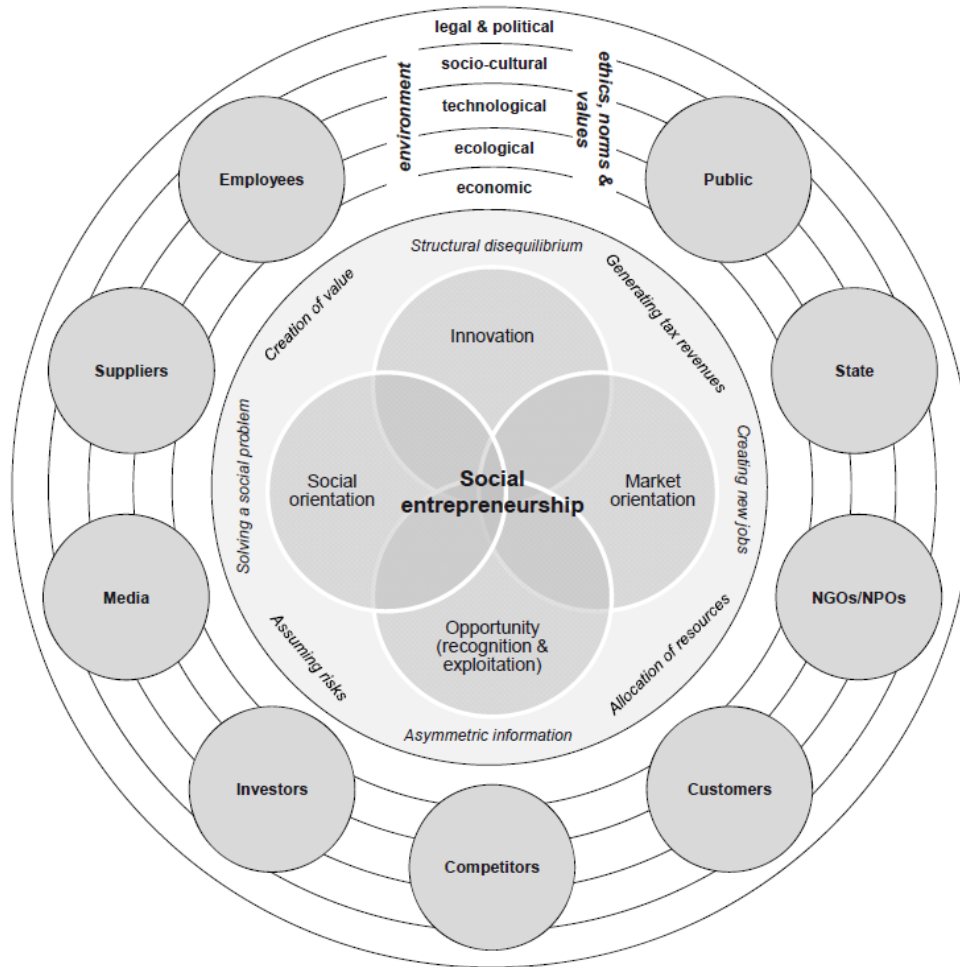 legal & political
socio-cultural
technological
ecological
economic
environment
ethics, norms &
values
Employees
Public
Suppliers
State
Media
NGOs/NPOs
Investors
Customers
Competitors
Structural disequilibrium
Creation of value
Generating tax revenues
Solving a social problem
Creating new jobs
Assuming risks
Allocation of resources
Asymmetric information
Innovation
Social
orientation
Social
entrepreneurship
Market
orientation
Opportunity
(recognition &
exploitation)